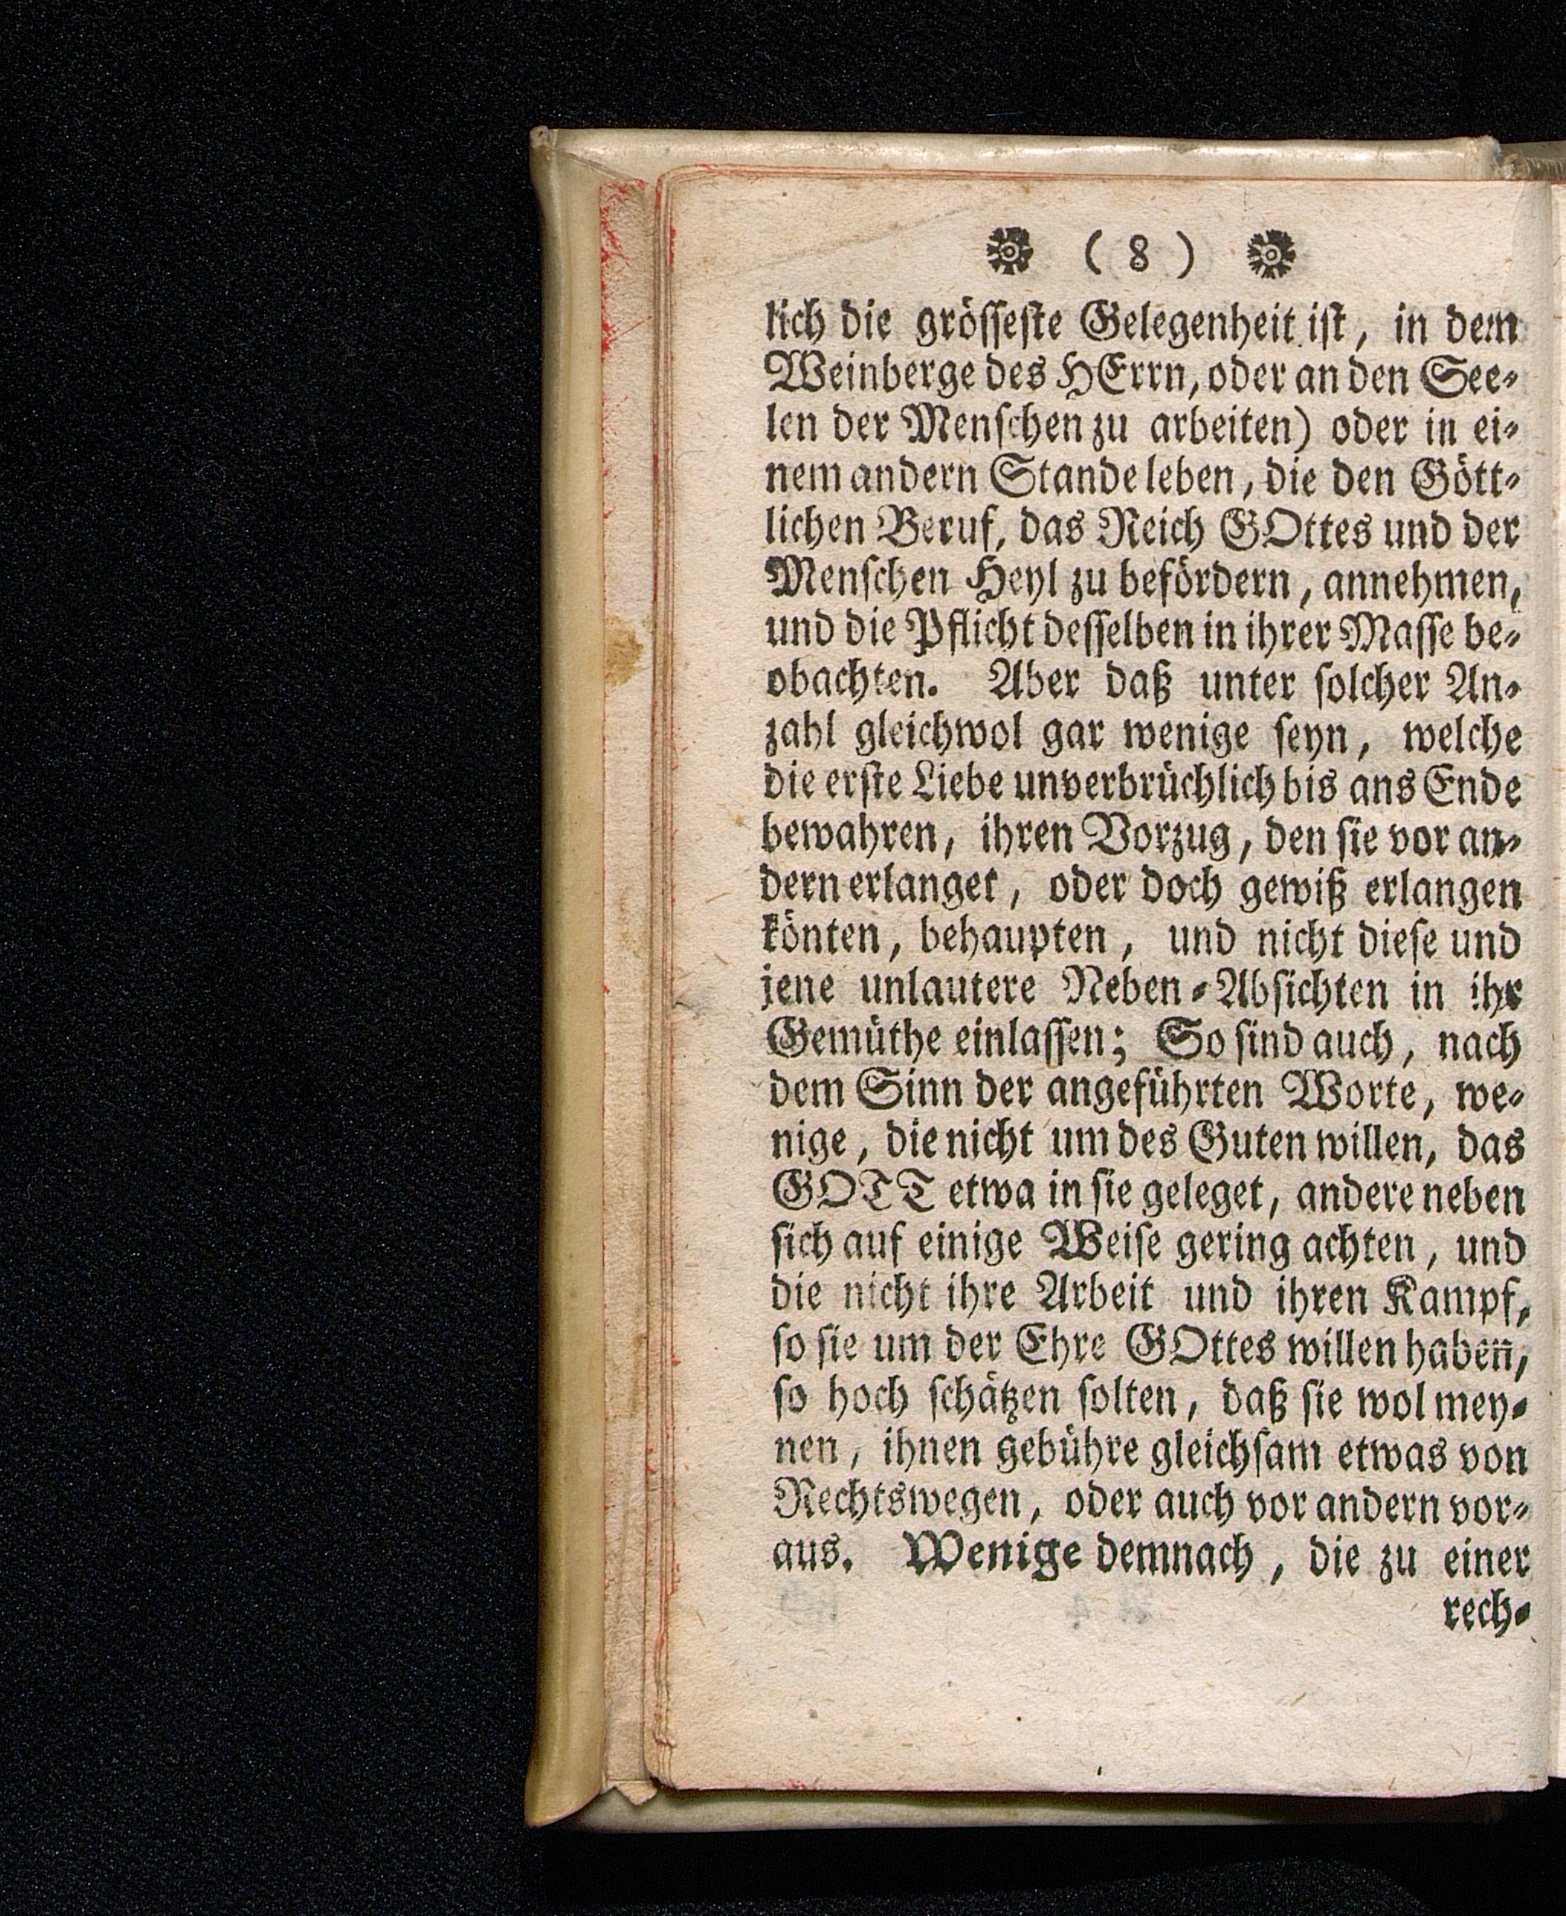 ( 8 )
lich die gröſſeſte Gelegenheit iſt, in dem
Weinberge des HErrn, oder an den See-
len der Menſchen zu arbeiten) oder in ei-
nem andern Stande leben, die den Gött-
lichen Beruf, das Reich GOttes und der
Menſchen Heyl zu befördern, annehmen,
und die Pflicht deſſelben in ihrer Maſſe be-
obachten. Aber daß unter ſolcher An-
zahl gleichwol gar wenige ſeyn, welche
die erſte Liebe unverbrüchlich bis ans Ende
bewahren, ihren Vorzug, den ſie vor an-
dern erlanget, oder doch gewiß erlangen
könten, behaupten, und nicht dieſe und
jene unlautere Neben-Abſichten in ihr
Gemüthe einlaſſen; So ſind auch, nach
dem Sinn der angeführten Worte, we-
nige, die nicht um des Guten willen, das
GOTT etwa in ſie geleget, andere neben
ſich auf einige Weiſe gering achten, und
die nicht ihre Arbeit und ihren Kampf,
ſo ſie um der Ehre GOttes willen haben,
ſo hoch ſchätzen ſolten, daß ſie wol mey-
nen, ihnen gebühre gleichſam etwas von
Rechtswegen, oder auch vor andern vor-
aus. Wenige demnach, die zu einer
rech-